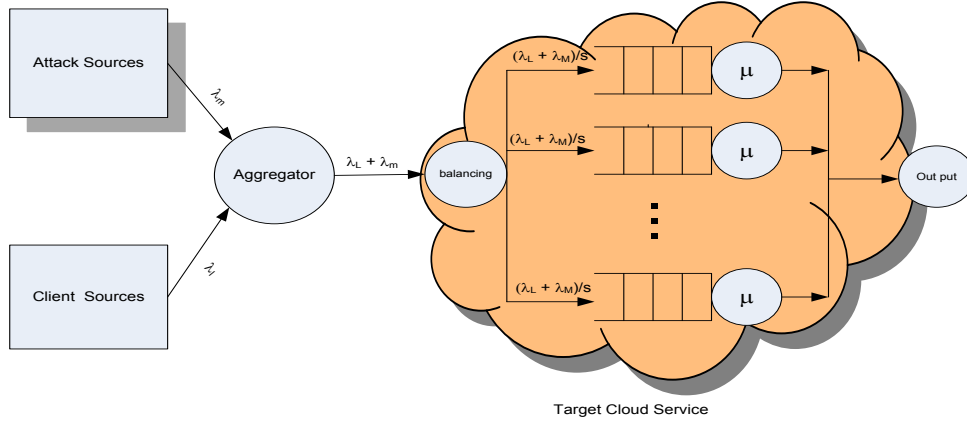 Attack Sources
λm
Aggregator
λL + λm
λl
Client Sources
balancing
(λL + λM)/s
μ
(λL + λM)/s
μ
(λL + λM)/s
μ
Out put
Target Cloud Service